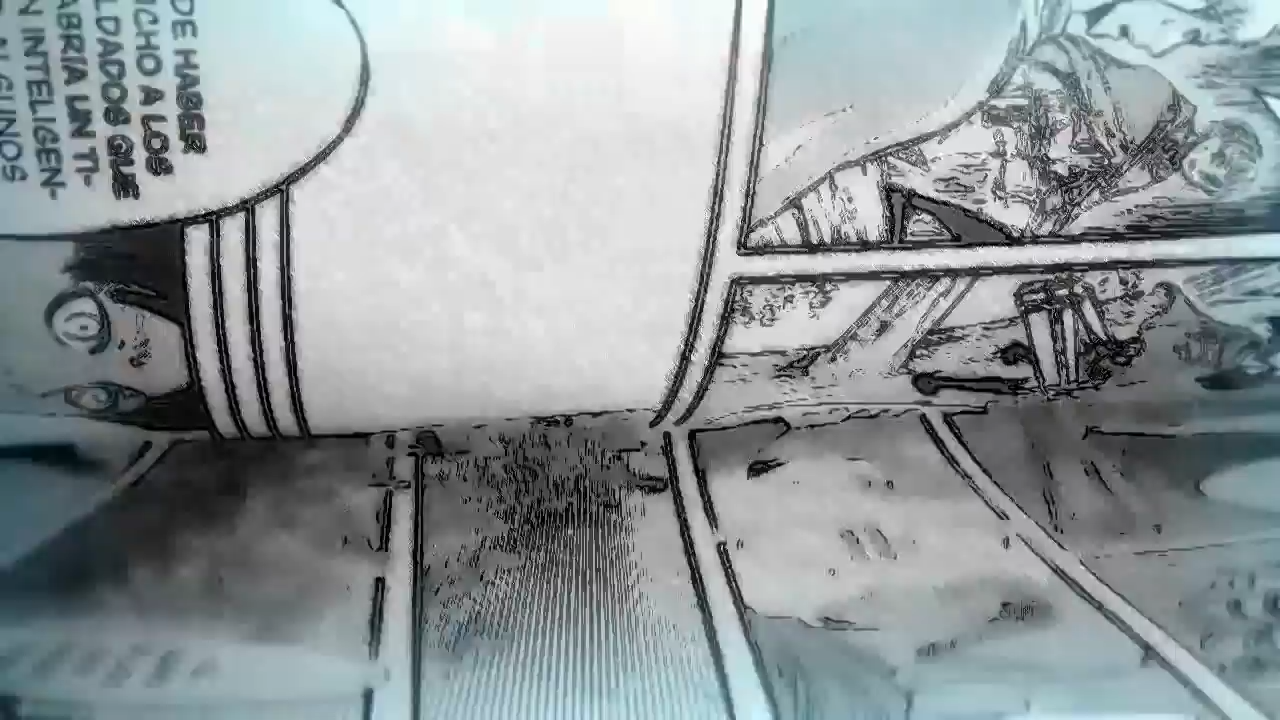 DE HABER
ICHO A LOS
LDADOS QUE
ABRIA UN TI-
N INTELIGEN-
ALGUNOS